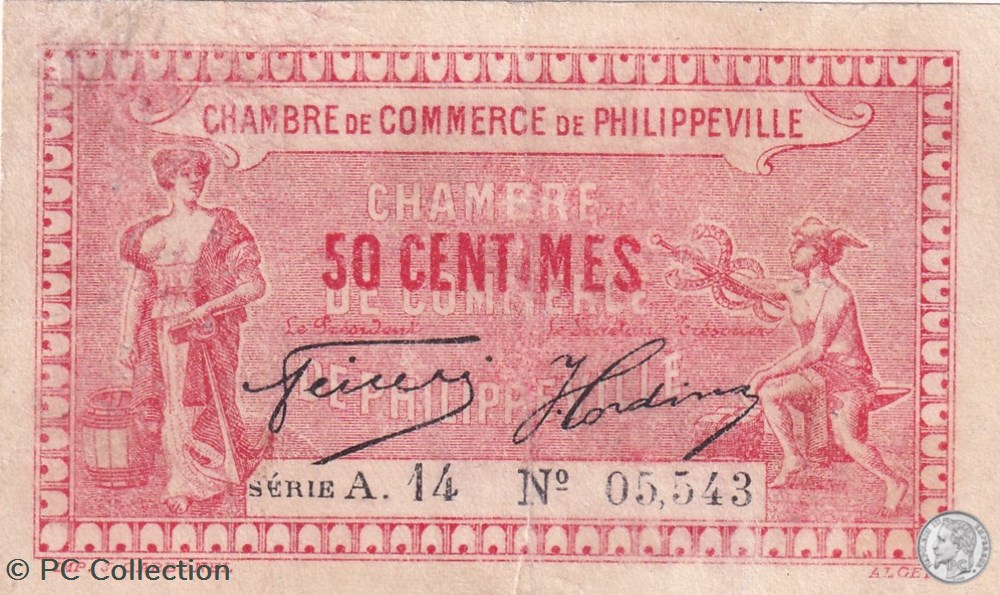 CHAMBRE DE COMMERCE DE PHILIPPEVILLE
CHAMBRE
50 CENTIMES
DE COMMERCE
Le Président Le Secrétaire Trésorier
DE PHILIPPEVILLE
SÉRIE A. 14 Nº 05,543
© PC Collection